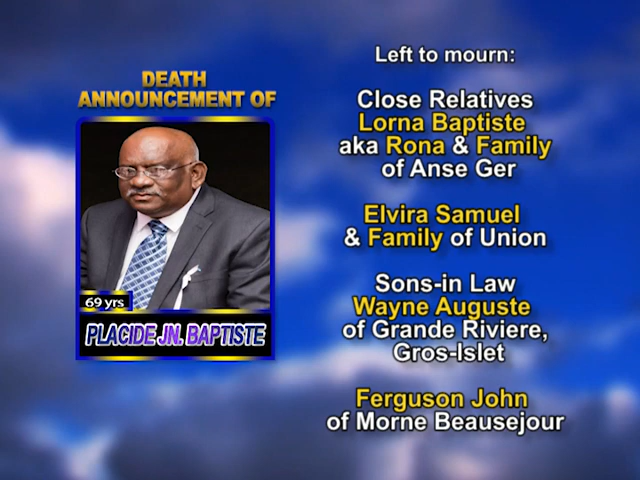 DEATH
ANNOUNCEMENT OF
69 yrs
PLACIDE JN. BAPTISTE
Left to mourn:
Close Relatives
Lorna Baptiste
aka Rona & Family
of Anse Ger
Elvira Samuel
& Family of Union
Sons-in Law
Wayne Auguste
of Grande Riviere,
Gros-Islet
Ferguson John
of Morne Beausejour